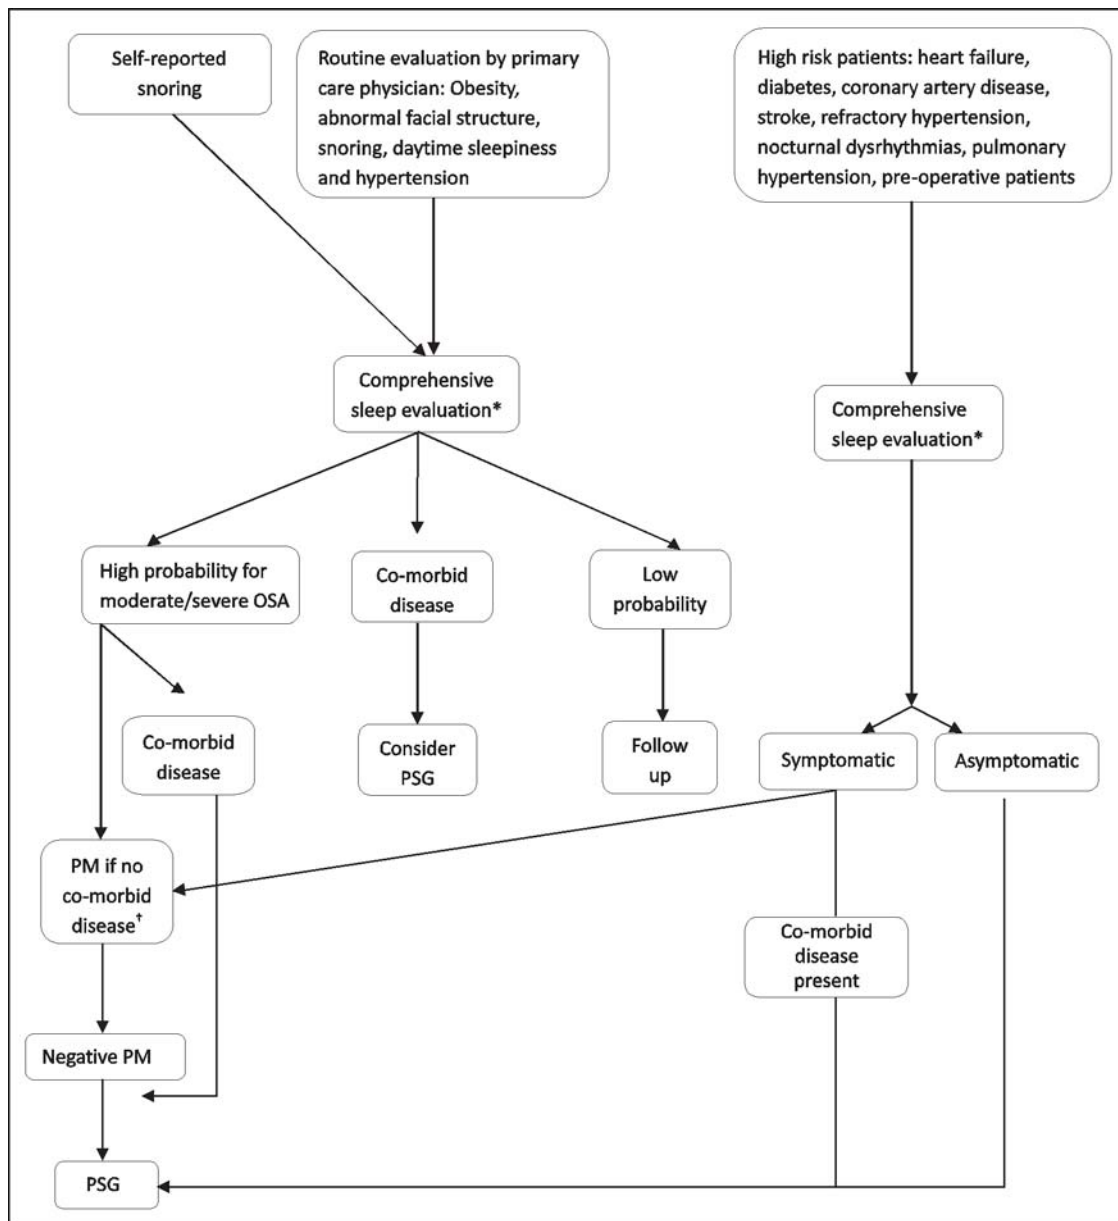 Self-reported
snoring
Routine evaluation by primary
care physician: Obesity,
abnormal facial structure,
snoring, daytime sleepiness
and hypertension
High risk patients: heart failure,
diabetes, coronary artery disease,
stroke, refractory hypertension,
nocturnal dysrhythmias, pulmonary
hypertension, pre-operative patients
Comprehensive
sleep evaluation*
Comprehensive
sleep evaluation*
High probability for
moderate/severe OSA
Co-morbid
disease
Low
probability
Co-morbid
disease
Consider
PSG
Follow
up
Symptomatic
Asymptomatic
PM if no
co-morbid
disease†
Co-morbid
disease
present
Negative PM
PSG